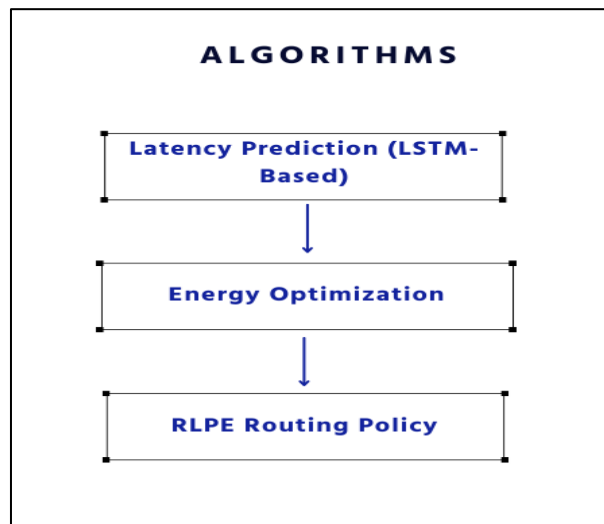 ALGORITHMS
Latency Prediction (LSTM-
Based)
Energy Optimization
RLPE Routing Policy